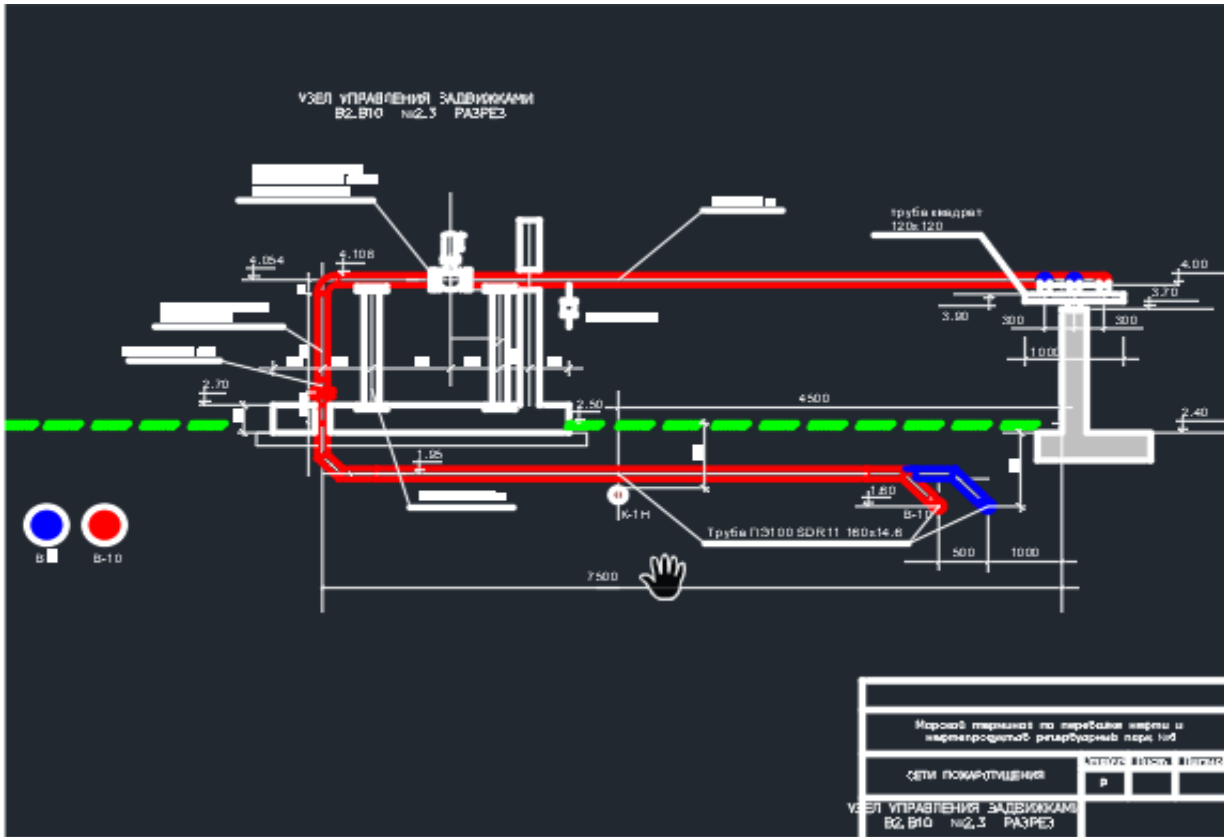 УЗЕЛ УПРАВЛЕНИЯ ЗАДВИЖКАМИ
В2,В10 №2,3 РАЗРЕЗ
труба квадрат
120х120
4.054
4.108
4.00
3.70
3.90
300
300
1000
2.70
2.50
4500
2.40
1.95
1.60
К-1Н
В-10
Труба ПЭ100 SDR11 160х14.6
500
1000
7500
В-10
Морской терминал по перевалке нефти и
нефтепродуктов резервуарный парк №6
СЕТИ ПОЖАРОТУШЕНИЯ
Р
УЗЕЛ УПРАВЛЕНИЯ ЗАДВИЖКАМИ
В2,В10 №2,3 РАЗРЕЗ